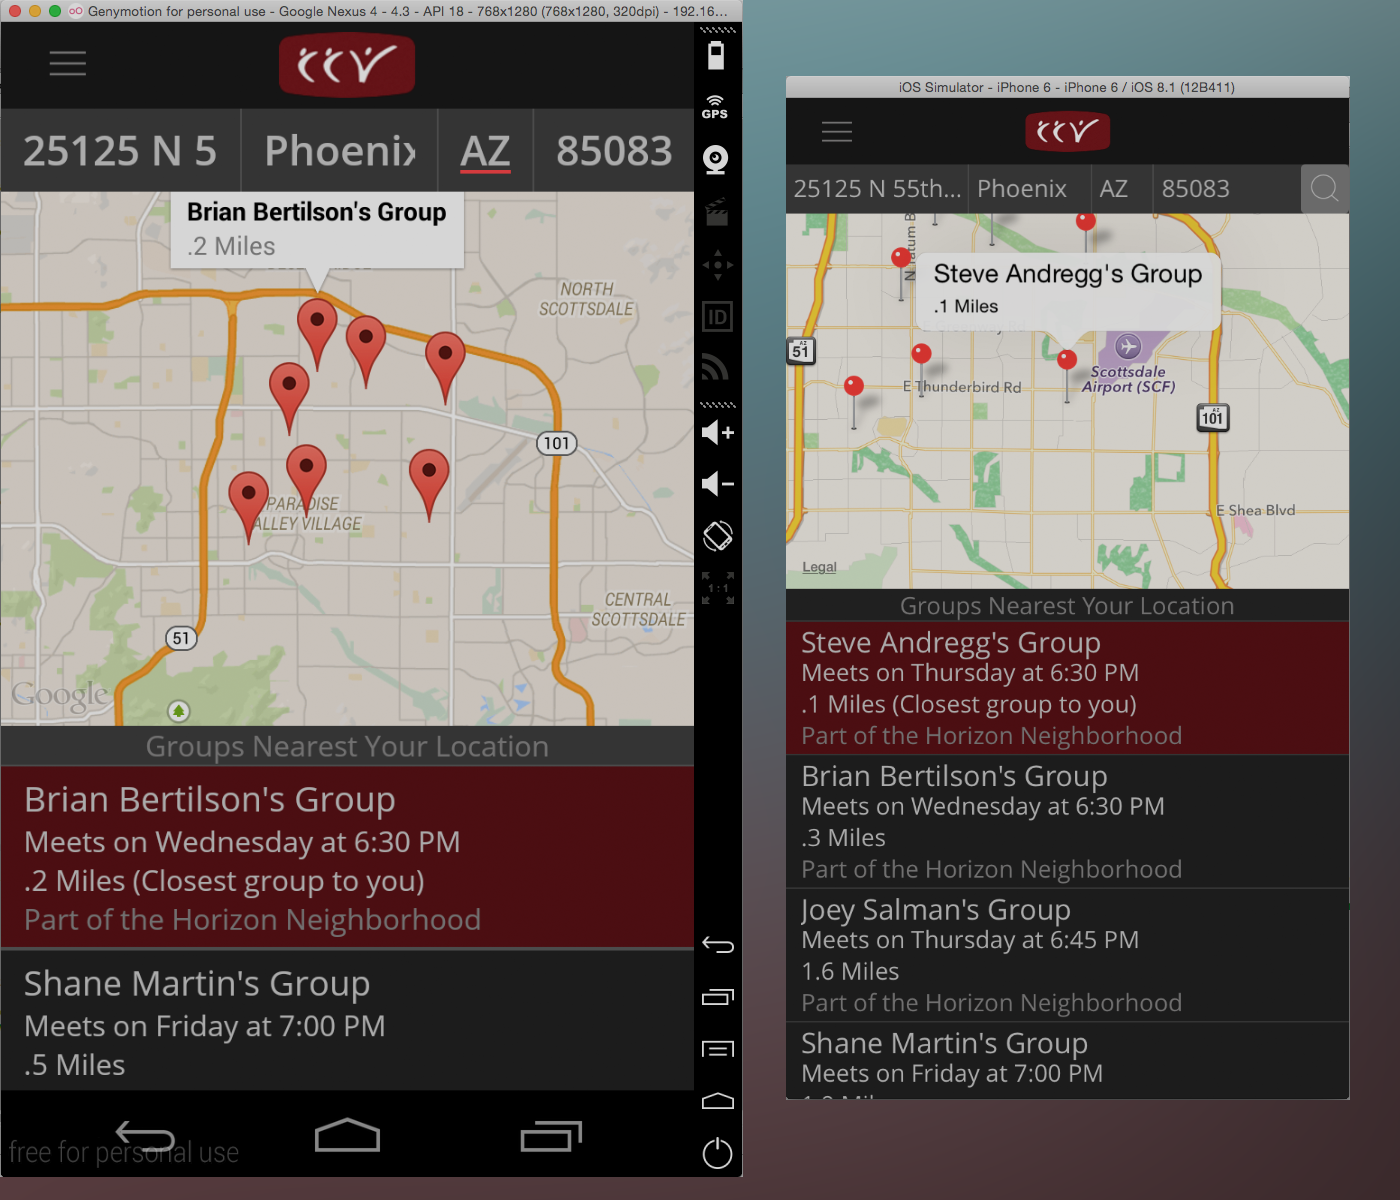 Genymotion for personal use - Google Nexus 4 - 4.3 - API 18 - 768x1280 (768x1280, 320dpi) - 192.16...
CCV
25125 N 5 Phoenix AZ 85083
Brian Bertilson's Group
.2 Miles
NORTH
SCOTTSDALE
101
PARADISE
ALLEY VILLAGE
CENTRAL
SCOTTSDALE
51
Google
Groups Nearest Your Location
Brian Bertilson's Group
Meets on Wednesday at 6:30 PM
.2 Miles (Closest group to you)
Part of the Horizon Neighborhood
Shane Martin's Group
Meets on Friday at 7:00 PM
.5 Miles
free for personal use
GPS
ID
1:1
iOS Simulator - iPhone 6 - iPhone 6 / iOS 8.1 (12B411)
CCV
25125 N 55th... Phoenix AZ 85083
Steve Andregg's Group
.1 Miles
AZ
51
Scottsdale
Airport (SCF)
E Thunderbird Rd
AZ
101
E Shea Blvd
Legal
Groups Nearest Your Location
Steve Andregg's Group
Meets on Thursday at 6:30 PM
.1 Miles (Closest group to you)
Part of the Horizon Neighborhood
Brian Bertilson's Group
Meets on Wednesday at 6:30 PM
.3 Miles
Part of the Horizon Neighborhood
Joey Salman's Group
Meets on Thursday at 6:45 PM
1.6 Miles
Part of the Horizon Neighborhood
Shane Martin's Group
Meets on Friday at 7:00 PM